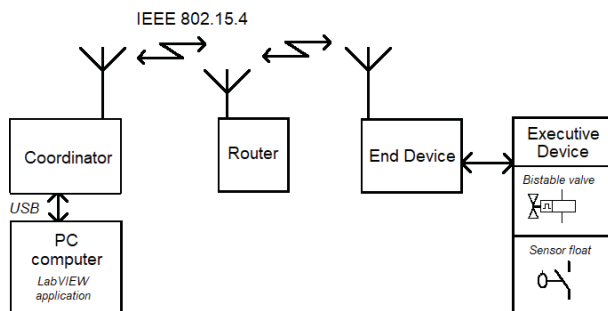 IEEE 802.15.4
Coordinator
Router
End Device
Executive
Device
Bistable valve
Sensor float
USB
PC
computer
LabVIEW
application